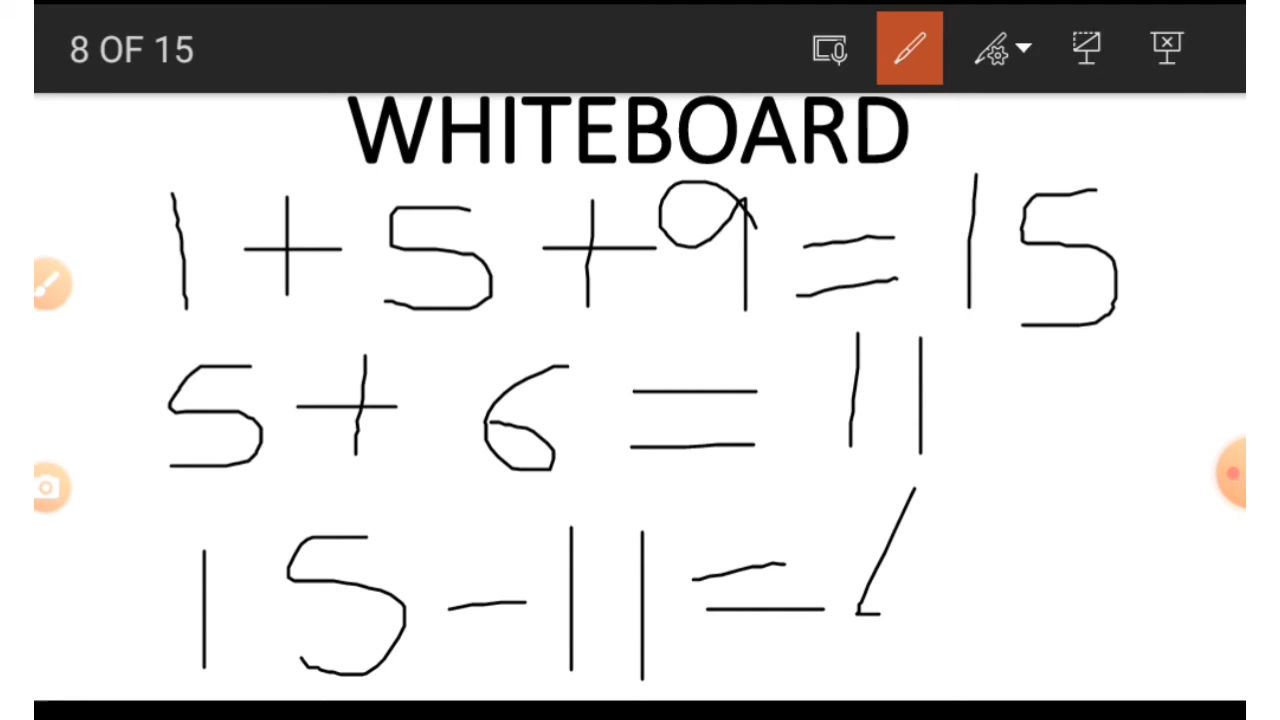 8 OF 15
WHITEBOARD
1 + 5 + 9 = 15
5 + 6 = 11
15 - 11 =